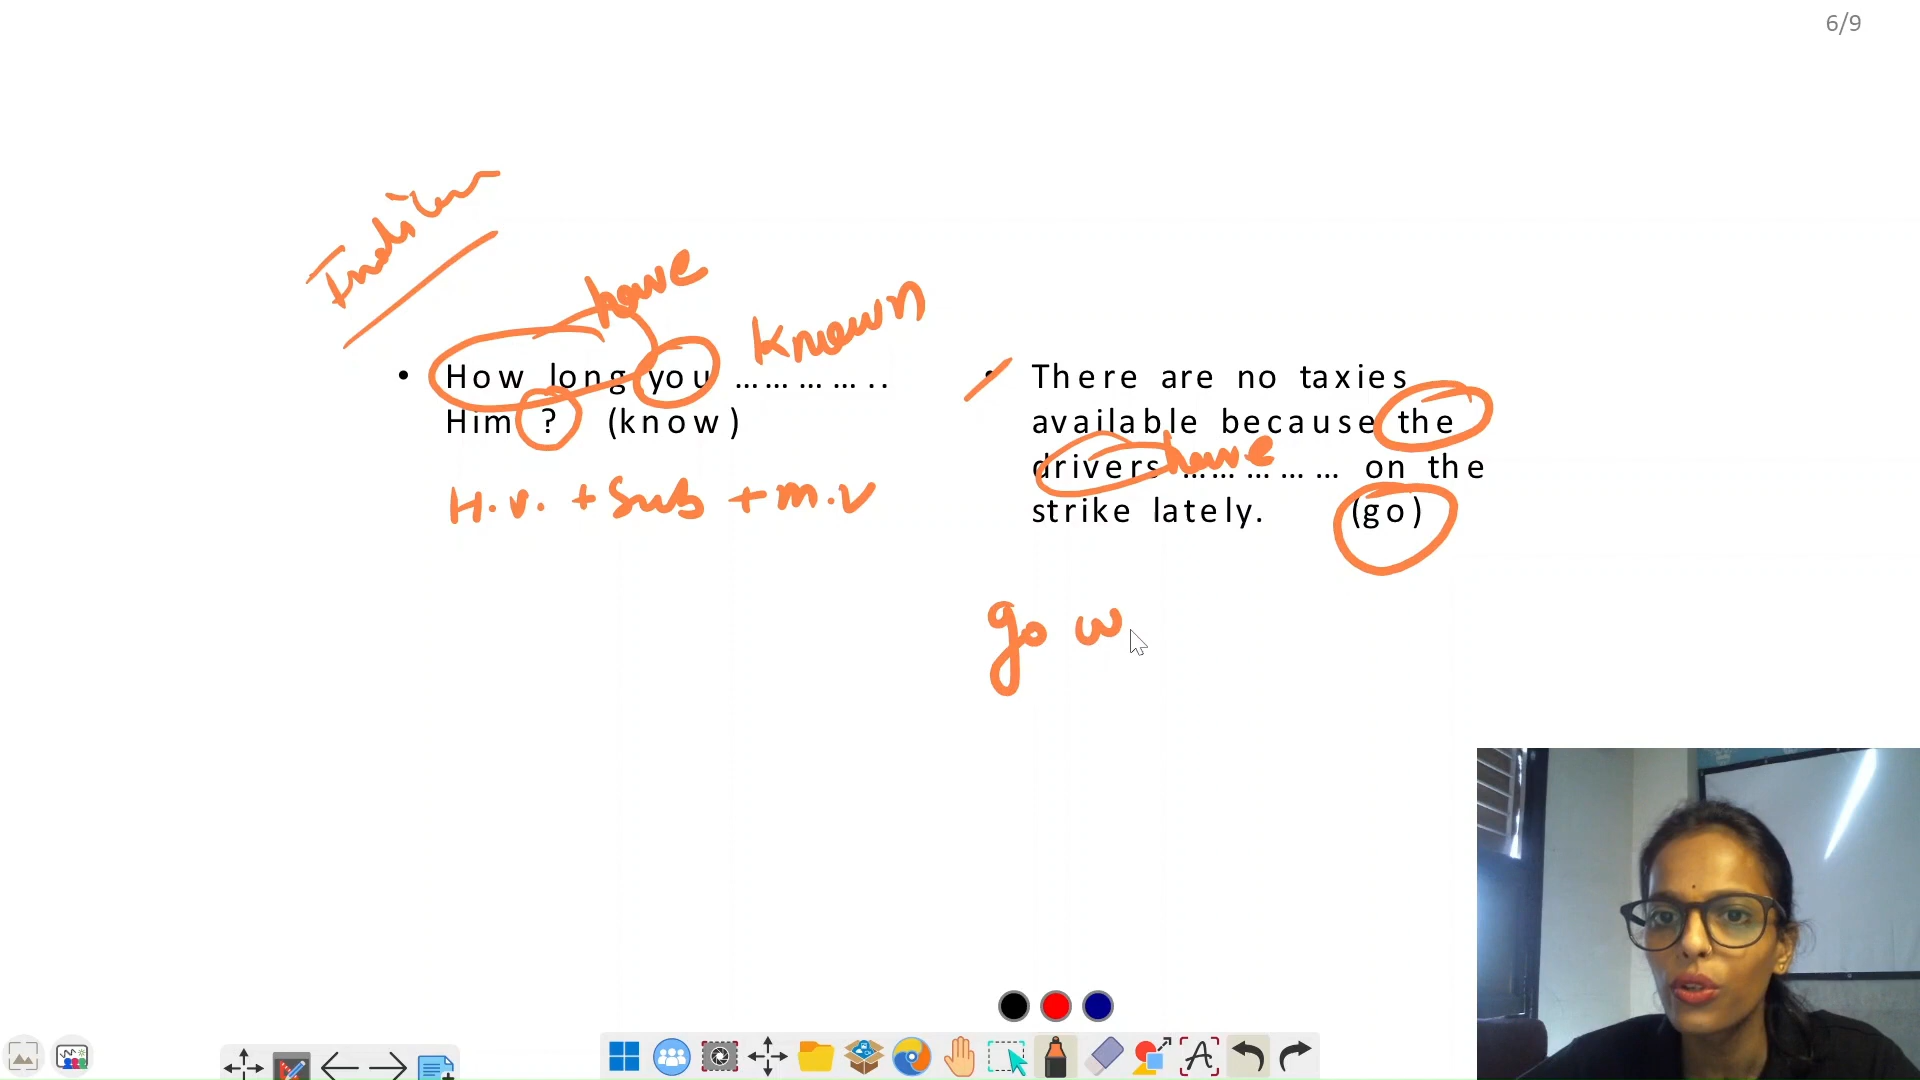 6/9
have
known
• How long you ……………..
Him ? (know)
H.v. + Sub + m.v
• There are no taxies
available because the
drivers have …………… on the
strike lately. (go)
go w